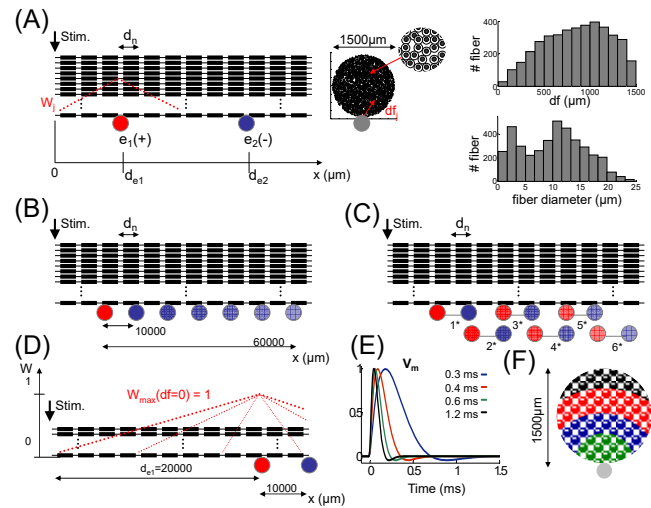 (A)
Stim.
dn
Wj
e1(+)
e2(-)
0
de1
de2
x (µm)
1500µm
dfj
# fiber
400
200
0
0
500
1000
1500
df (µm)
# fiber
400
200
0
0
5
10
15
20
25
fiber diameter (µm)
(B)
Stim.
dn
10000
60000
x (µm)
(C)
Stim.
dn
1*
3*
5*
2*
4*
6*
(D)
W
1
0
Stim.
Wmax(df=0) = 1
de1=20000
10000
x (µm)
(E)
Vm
1
0.5
0
0.3 ms
0.4 ms
0.6 ms
1.2 ms
0
0.5
1
1.5
Time (ms)
(F)
1500µm